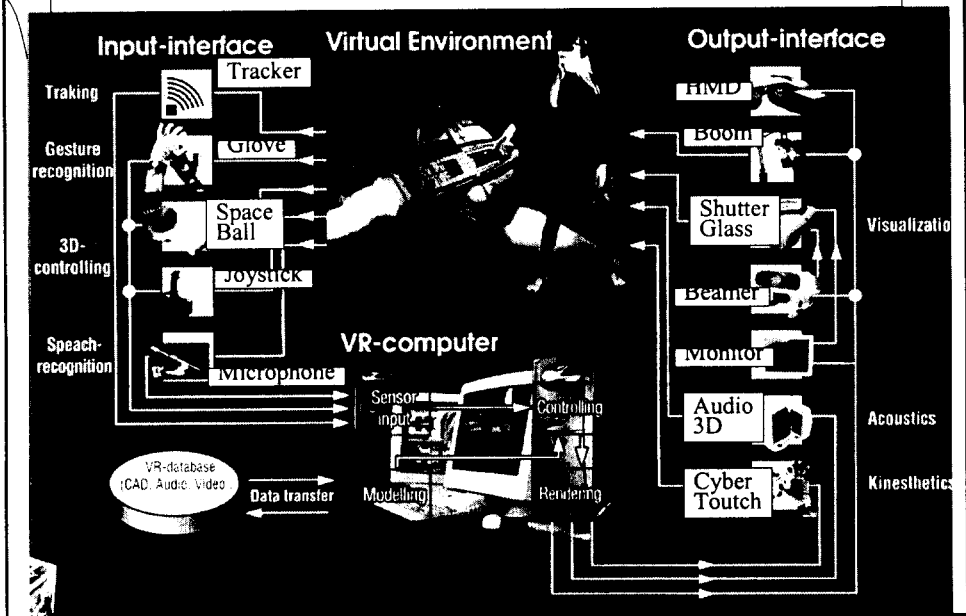 Input-interface
Virtual Environment
Output-interface
Traking
Tracker
Gesture
recognition
Glove
3D-
controlling
Space
Ball
Joystick
Speach-
recognition
Microphone
HMD
Boom
Shutter
Glass
Visualizatio
Beamer
Monitor
Audio
3D
Acoustics
Cyber
Toutch
Kinesthetics
VR-computer
Sensor
input
Controlling
Modelling
Rendering
VR-database
(CAD, Audio, Video
Data transfer